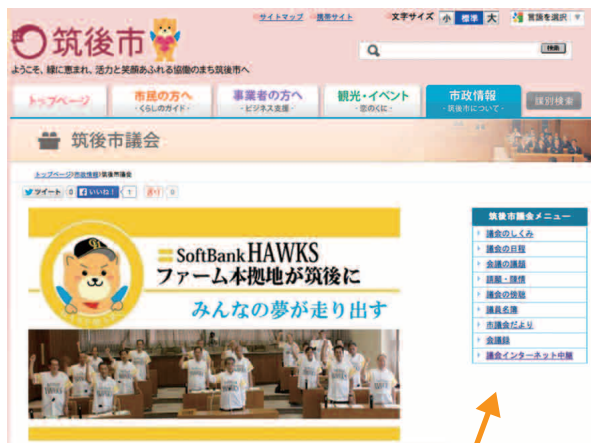 サイトマップ 携帯サイト 文字サイズ 小 標準 大 言語を選択 ▼
筑後市
検索
ようこそ、緑に恵まれ、活力と笑顔あふれる協働のまち筑後市へ
トップページ 市民の方へ 事業者の方へ 観光・イベント 市政情報 課別検索
・くらしのガイド・ ・ビジネス支援・ ・恋のくに・ ・筑後市について・
筑後市議会
トップページ>市政情報>筑後市議会
ツイート 0 いいね! 1 0
筑後市議会メニュー
議会のしくみ
議会の日程
会議の議題
請願・陳情
議会の傍聴
議員名簿
市議会だより
会議録
議会インターネット中継
SoftBank HAWKS
ファーム本拠地が筑後に
みんなの夢が走り出す